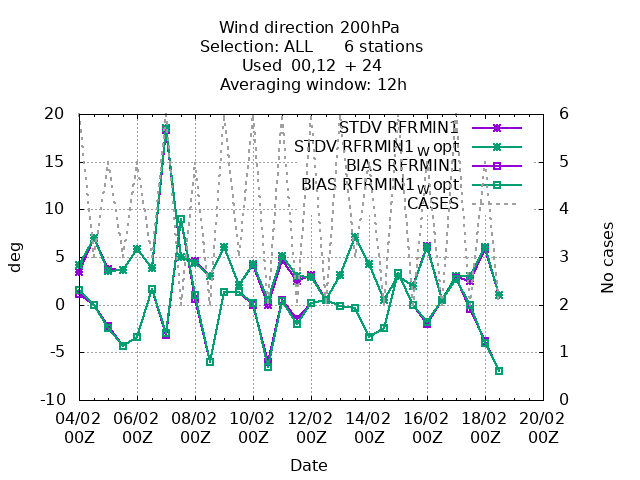 Wind direction 200hPa
Selection: ALL 6 stations
Used 00,12 + 24
Averaging window: 12h
20
15
10
5
0
-5
-10
deg
6
5
4
3
2
1
0
No cases
STDV RFRMIN1
STDV RFRMIN1_W opt
BIAS RFRMIN1
BIAS RFRMIN1_W opt
CASES
04/02 06/02 08/02 10/02 12/02 14/02 16/02 18/02 20/02
00Z 00Z 00Z 00Z 00Z 00Z 00Z 00Z 00Z
Date